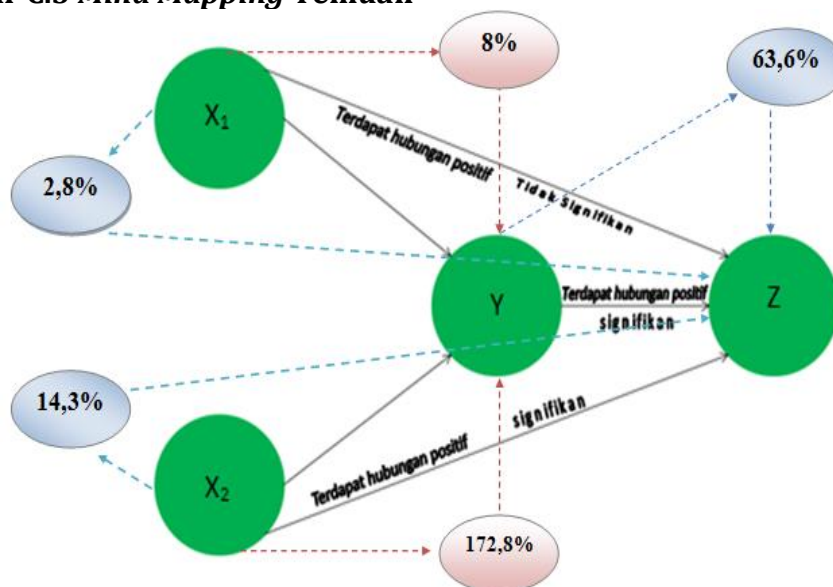 Mind Mapping Temuan
8%
63,6%
X₁
Terdapat hubungan positif Tidak Signifikan
2,8%
Y
Terdapat hubungan positif
signifikan
Z
14,3%
X₂
Terdapat hubungan positif signifikan
172,8%